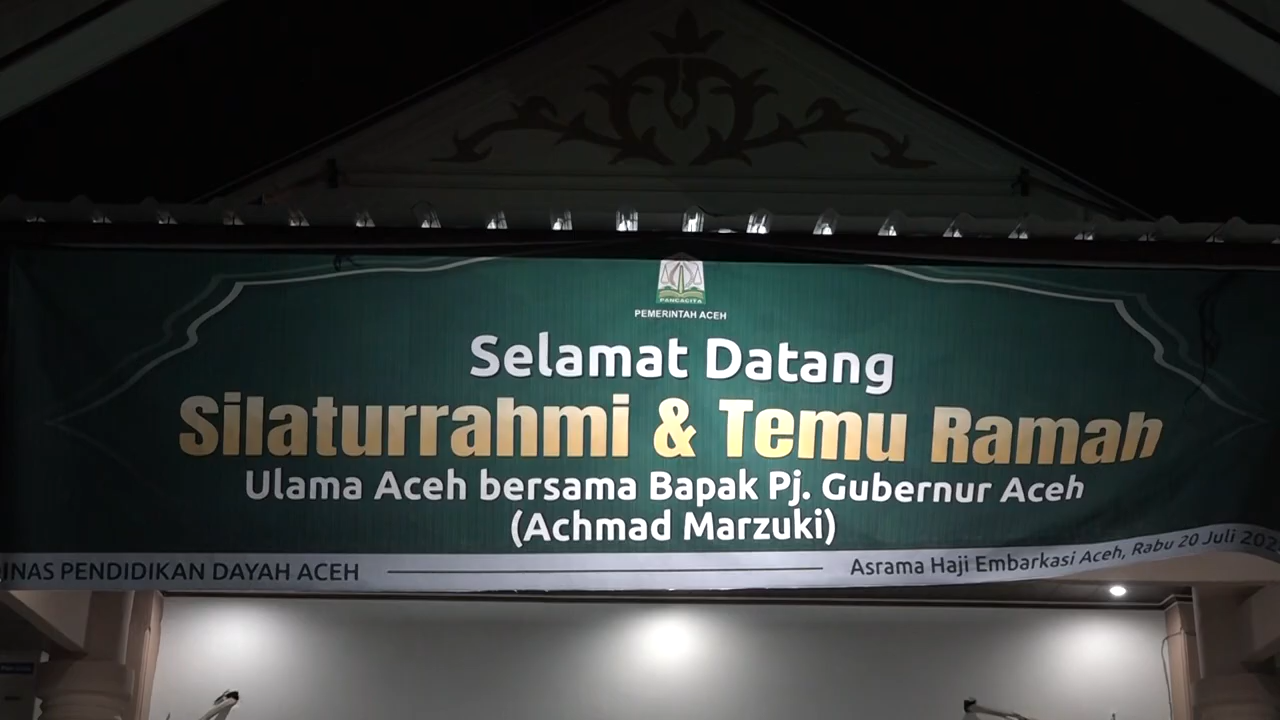 PANCACITA
PEMERINTAH ACEH
Selamat Datang
Silaturrahmi & Temu Ramah
Ulama Aceh bersama Bapak Pj. Gubernur Aceh
(Achmad Marzuki)
DINAS PENDIDIKAN DAYAH ACEH
Asrama Haji Embarkasi Aceh, Rabu 20 Juli